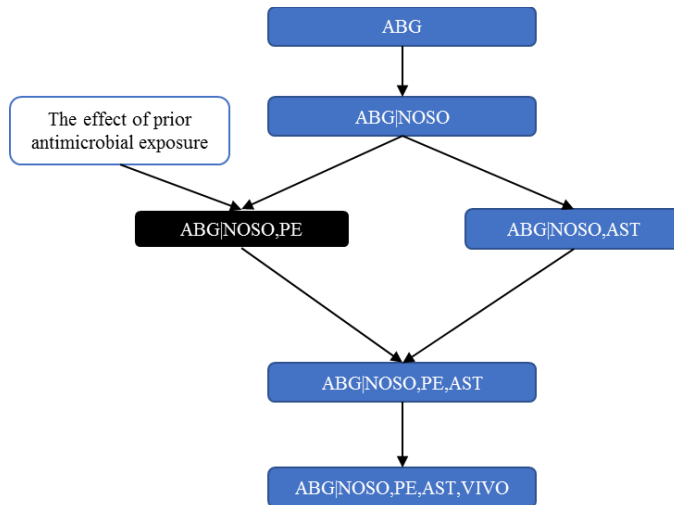 ABG
ABG|NOSO
The effect of prior
antimicrobial exposure
ABG|NOSO,PE
ABG|NOSO,AST
ABG|NOSO,PE,AST
ABG|NOSO,PE,AST,VIVO